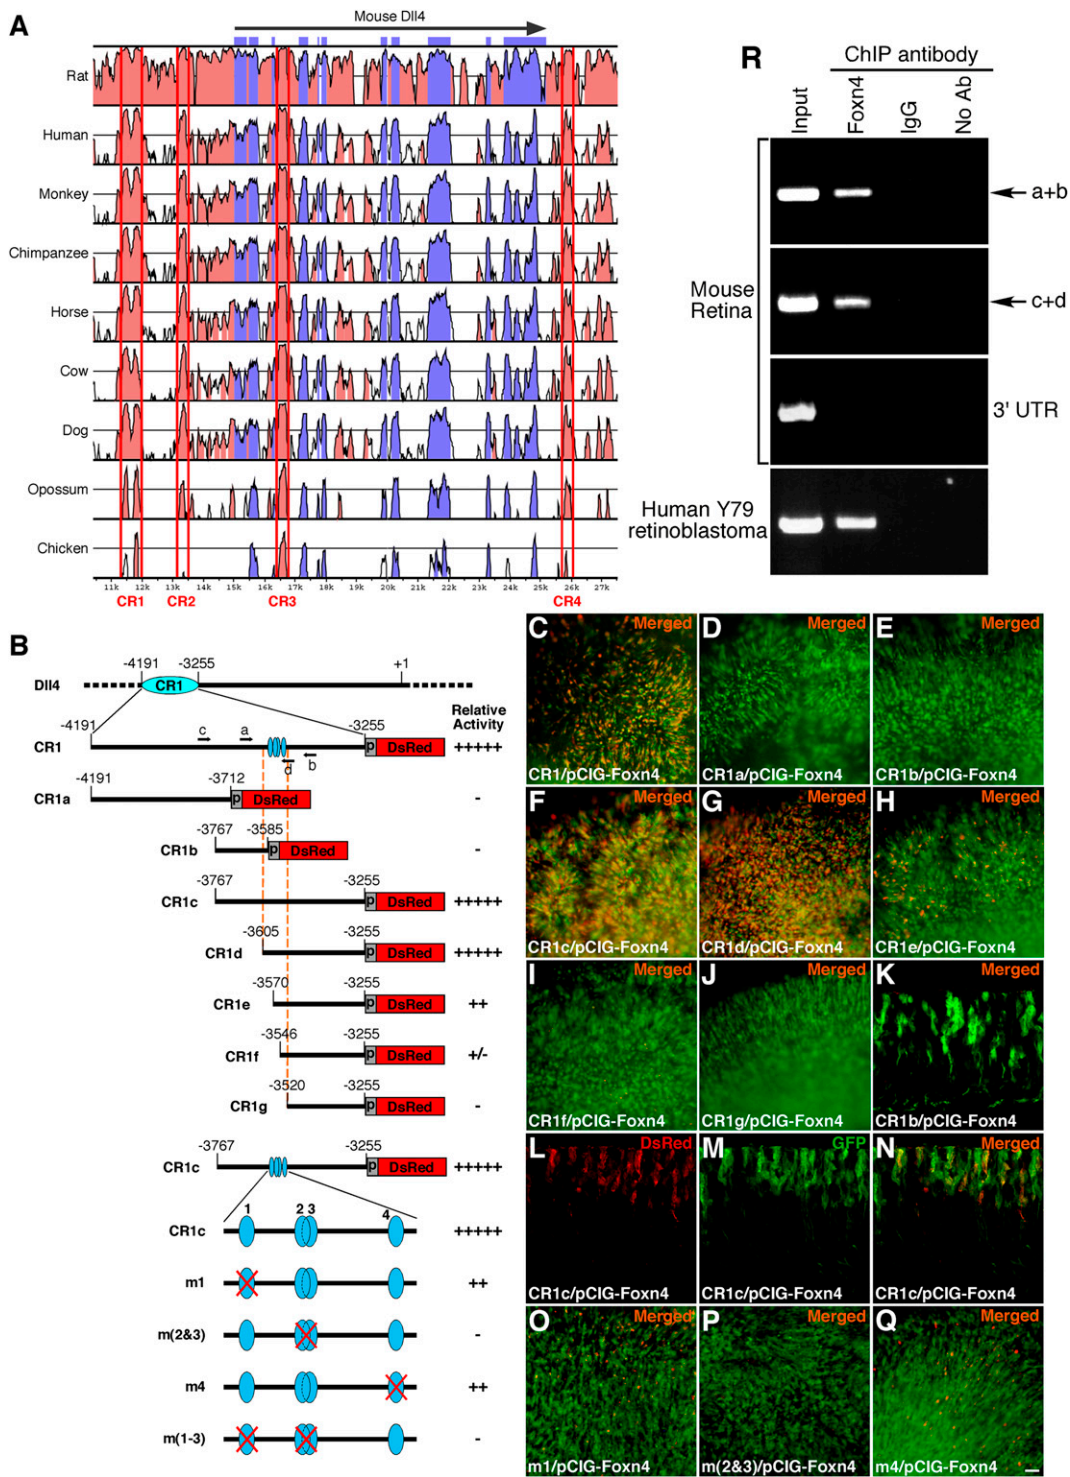 A
Mouse Dll4
Rat
Human
Monkey
Chimpanzee
Horse
Cow
Dog
Opossum
Chicken
11k 12k 13k 14k 15k 16k 17k 18k 19k 20k 21k 22k 23k 24k 25k 26k 27k
CR1 CR2 CR3 CR4
R
ChIP antibody
Input Foxn4 IgG No Ab
Mouse
Retina
a+b
c+d
3' UTR
Human Y79
retinoblastoma
B
-4191 -3255 +1
Dll4 CR1
Relative
Activity
-4191 -3255
CR1 c a d b p DsRed +++++
-4191 -3712
CR1a p DsRed -
-3767 -3585
CR1b p DsRed -
-3767 -3255
CR1c p DsRed +++++
-3605 -3255
CR1d p DsRed +++++
-3570 -3255
CR1e p DsRed ++
-3546 -3255
CR1f p DsRed +/-
-3520 -3255
CR1g p DsRed -
-3767 -3255
CR1c p DsRed +++++
1 2 3 4
CR1c +++++
m1 ++
m(2&3) -
m4 ++
m(1-3) -
C Merged
CR1/pCIG-Foxn4
D Merged
CR1a/pCIG-Foxn4
E Merged
CR1b/pCIG-Foxn4
F Merged
CR1c/pCIG-Foxn4
G Merged
CR1d/pCIG-Foxn4
H Merged
CR1e/pCIG-Foxn4
I Merged
CR1f/pCIG-Foxn4
J Merged
CR1g/pCIG-Foxn4
K Merged
CR1b/pCIG-Foxn4
L DsRed
CR1c/pCIG-Foxn4
M GFP
CR1c/pCIG-Foxn4
N Merged
CR1c/pCIG-Foxn4
O Merged
m1/pCIG-Foxn4
P Merged
m(2&3)/pCIG-Foxn4
Q Merged
m4/pCIG-Foxn4